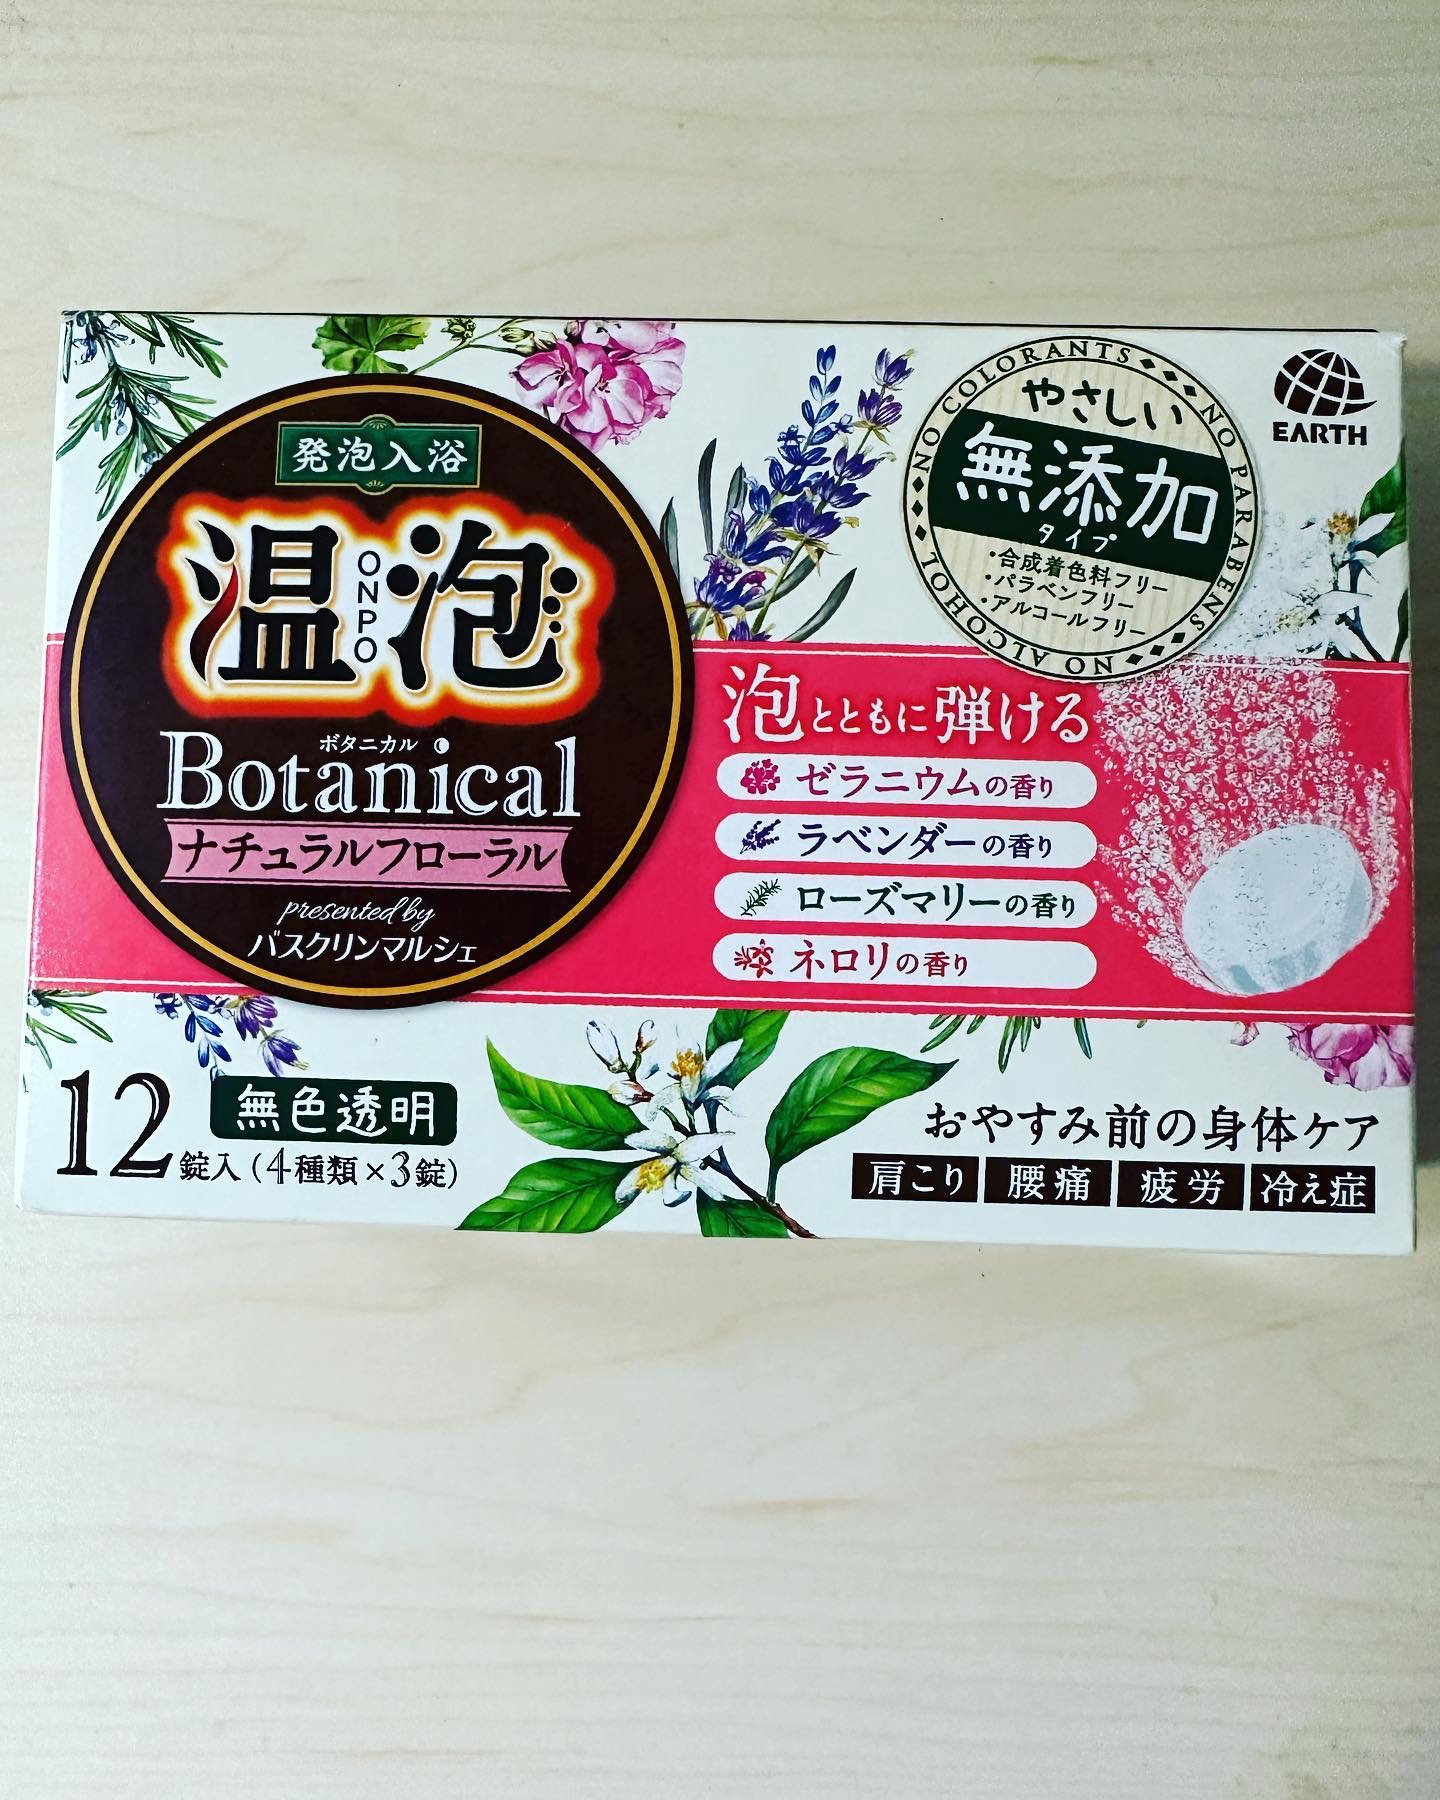 発泡入浴
温泡
ONPO
ボタニカル
Botanical
ナチュラルフローラル
presented by
バスクリンマルシェ
NO COLORANTS
NO PARABENS
NO ALCOHOL
やさしい
無添加
タイプ
・合成着色料フリー
・パラベンフリー
・アルコールフリー
EARTH
泡とともに弾ける
ゼラニウムの香り
ラベンダーの香り
ローズマリーの香り
ネロリの香り
12錠入(4種類×3錠)
無色透明
おやすみ前の身体ケア
肩こり 腰痛 疲労 冷え症